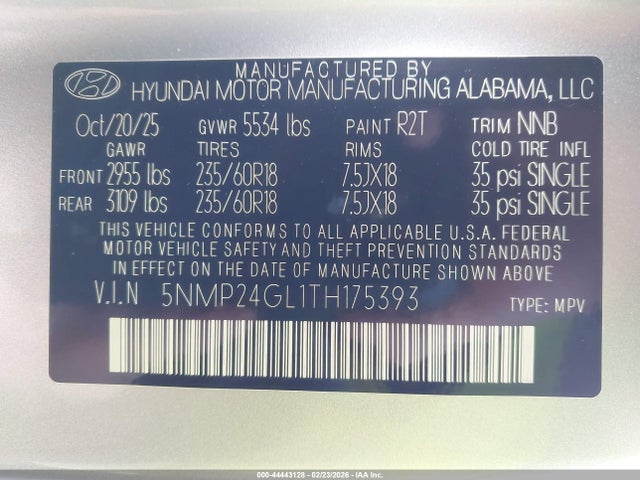 MANUFACTURED BY
HYUNDAI MOTOR MANUFACTURING ALABAMA, LLC
Oct/20/25 GVWR 5534 lbs PAINT R2T TRIM NNB
GAWR TIRES RIMS COLD TIRE INFL
FRONT 2955 lbs 235/60R18 7.5JX18 35 psi SINGLE
REAR 3109 lbs 235/60R18 7.5JX18 35 psi SINGLE
THIS VEHICLE CONFORMS TO ALL APPLICABLE U.S.A. FEDERAL
MOTOR VEHICLE SAFETY AND THEFT PREVENTION STANDARDS
IN EFFECT ON THE DATE OF MANUFACTURE SHOWN ABOVE
V.I.N 5NMP24GL1TH175393 TYPE: MPV
000-44443128 - 02/23/2026 - IAA Inc.